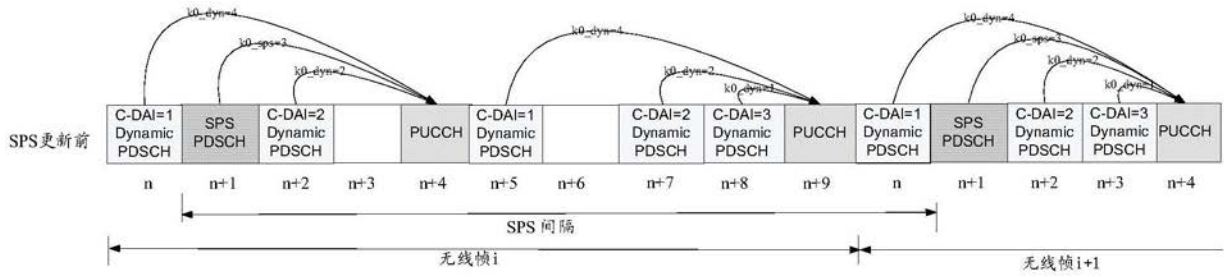 k0_dyn=4
k0_sps=3
k0_dyn=2
k0_dyn=4
k0_dyn=2
k0_dyn=1
k0_dyn=4
k0_sps=3
k0_dyn=2
k0_dyn=1
SPS更新前
C-DAI=1
Dynamic
PDSCH
SPS
PDSCH
C-DAI=2
Dynamic
PDSCH
PUCCH
C-DAI=1
Dynamic
PDSCH
C-DAI=2
Dynamic
PDSCH
C-DAI=3
Dynamic
PDSCH
PUCCH
C-DAI=1
Dynamic
PDSCH
SPS
PDSCH
C-DAI=2
Dynamic
PDSCH
C-DAI=3
Dynamic
PDSCH
PUCCH
n n+1 n+2 n+3 n+4 n+5 n+6 n+7 n+8 n+9 n n+1 n+2 n+3 n+4
SPS 间隔
无线帧i
无线帧i+1